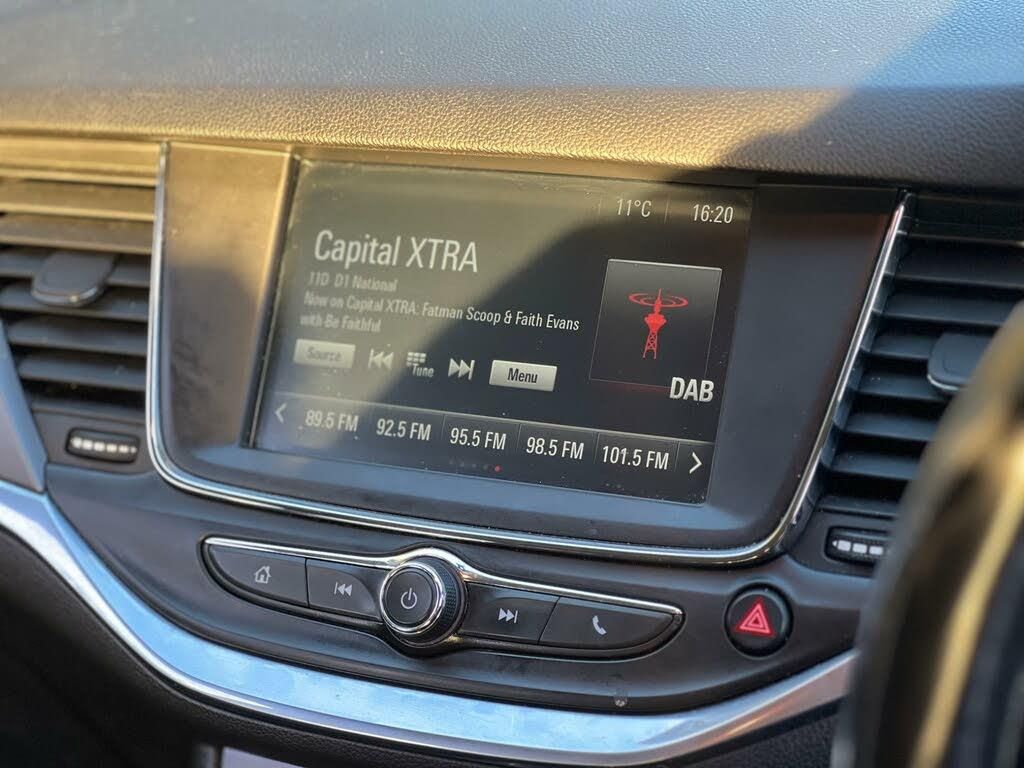 11°C 16:20
Capital XTRA
11D D1 National
Now on Capital XTRA: Fatman Scoop & Faith Evans
with Be Faithful
Source Tune Menu
DAB
89.5 FM 92.5 FM 95.5 FM 98.5 FM 101.5 FM